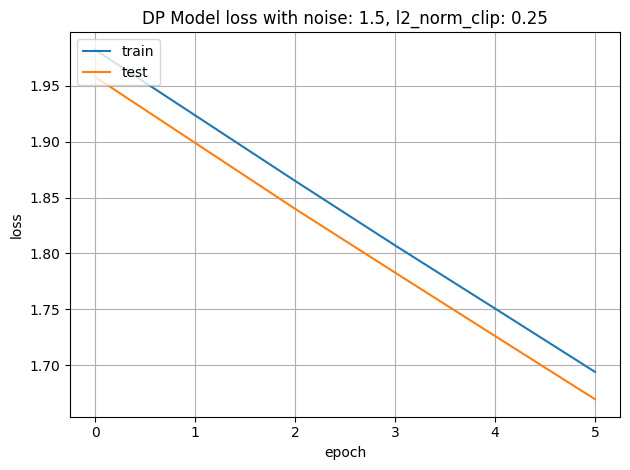 DP Model loss with noise: 1.5, l2_norm_clip: 0.25
train
test
1.95
1.90
1.85
1.80
1.75
1.70
loss
0 1 2 3 4 5
epoch